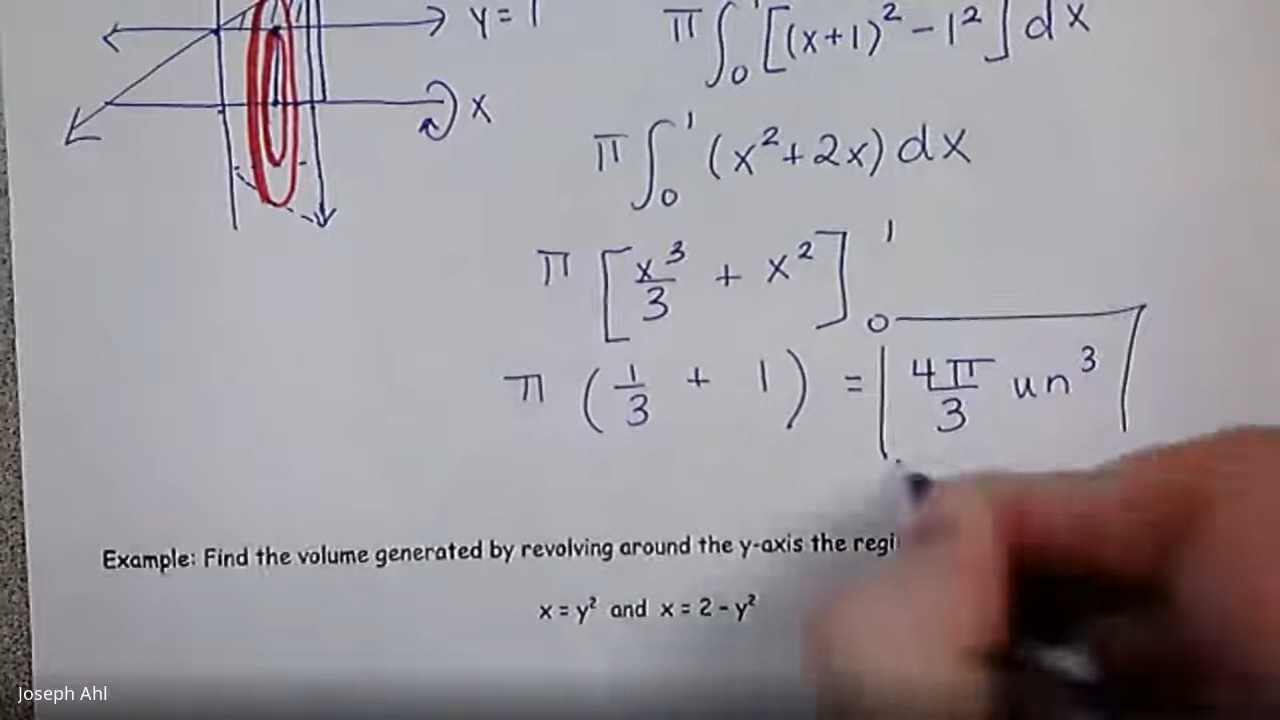 y = 1
π∫₀¹ [(x+1)² - 1²] dx
x
π∫₀¹ (x² + 2x) dx
π [x³/3 + x²]₀¹
π (1/3 + 1) = 4π/3 un³
Example: Find the volume generated by revolving around the y-axis the
x = y² and x = 2 - y²
Joseph Ahl